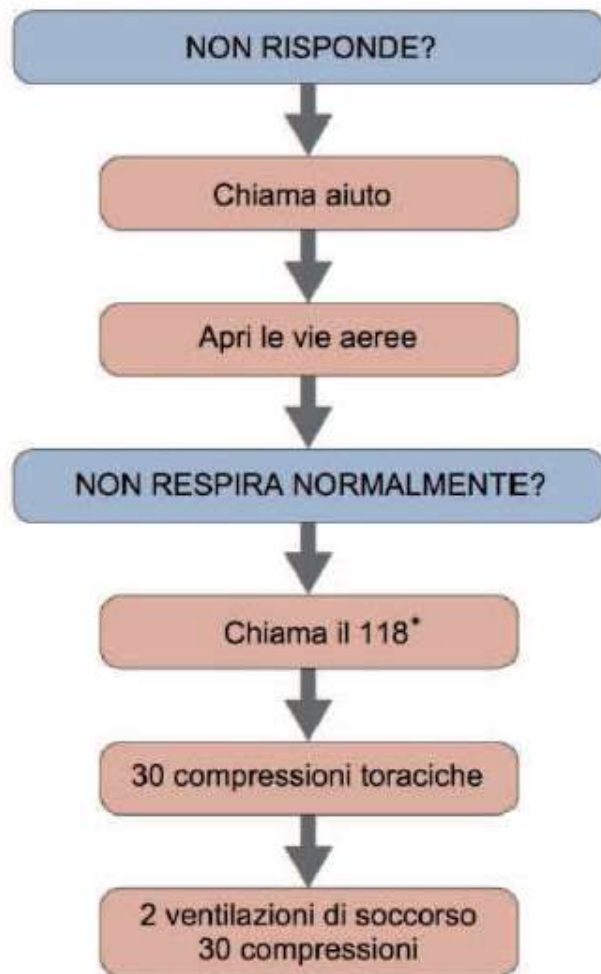 NON RISPONDE?
Chiama aiuto
Apri le vie aeree
NON RESPIRA NORMALMENTE?
Chiama il 118*
30 compressioni toraciche
2 ventilazioni di soccorso
30 compressioni